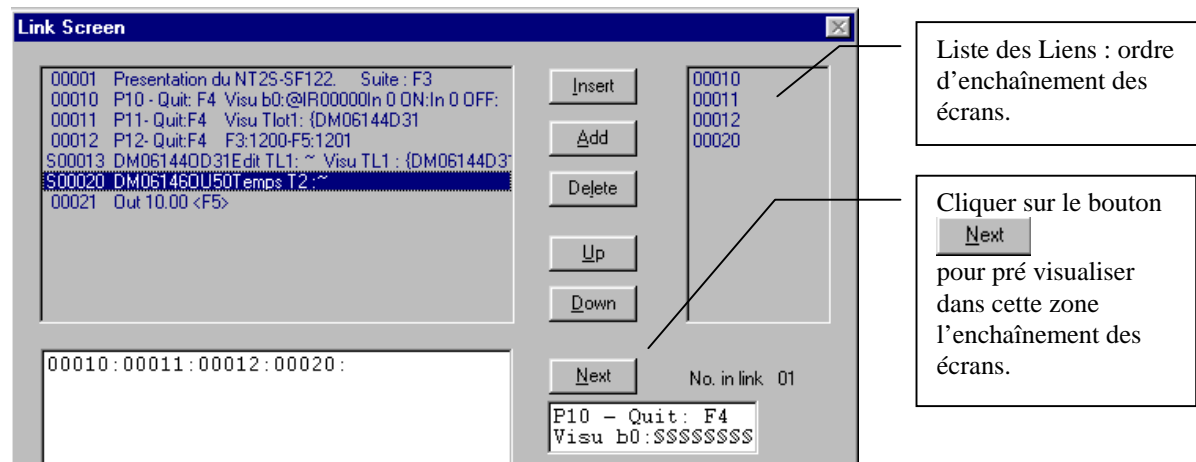 Link Screen
00001 Presentation du NT2S-SF122. Suite : F3
00010 P10 - Quit: F4 Visu b0:@IR00000In 0 ON:In 0 OFF:
00011 P11- Quit:F4 Visu Tlot1: {DM06144D31
00012 P12- Quit:F4 F3:1200-F5:1201
S00013 DM06144OD31Edit TL1: ~ Visu TL1 : {DM06144D3
S00020 DM06146OU50Temps T2 :~
00021 Out 10.00 <F5>
Insert
Add
Delete
Up
Down
00010
00011
00012
00020
00010:00011:00012:00020:
Next
No. in link 01
P10 – Quit: F4
Visu b0:SSSSSSSS
Liste des Liens : ordre
d’enchaînement des
écrans.
Cliquer sur le bouton
Next
pour pré visualiser
dans cette zone
l’enchaînement des
écrans.